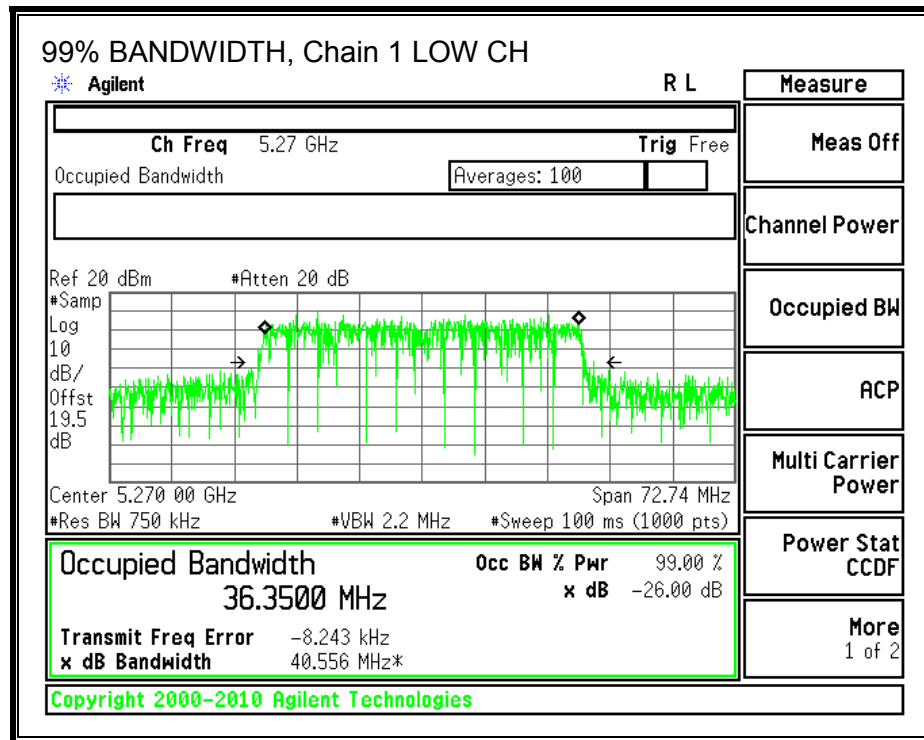 99% BANDWIDTH, Chain 1 LOW CH
Agilent R L
Ch Freq 5.27 GHz Trig Free
Occupied Bandwidth Averages: 100
Ref 20 dBm #Atten 20 dB
#Samp
Log
10
dB/
Offst
19.5
dB
Center 5.270 00 GHz Span 72.74 MHz
#Res BW 750 kHz #VBW 2.2 MHz #Sweep 100 ms (1000 pts)
Occupied Bandwidth Occ BW % Pwr 99.00 %
36.3500 MHz x dB -26.00 dB
Transmit Freq Error -8.243 kHz
x dB Bandwidth 40.556 MHz*
Copyright 2000-2010 Agilent Technologies
Measure
Meas Off
Channel Power
Occupied BW
ACP
Multi Carrier
Power
Power Stat
CCDF
More
1 of 2